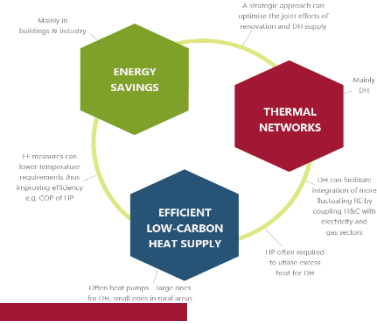 A strategic approach can
optimise the joint efforts of
renovation and DH supply
Mainly in
buildings & industry
ENERGY
SAVINGS
Mainly
DH
THERMAL
NETWORKS
EE measures can
lower temperature
requirements thus
improving efficiency
e.g. COP of HP
DH can facilitate
integration of more
fluctuating RE by
coupling H&C with
electricity and
gas sectors
EFFICIENT
LOW-CARBON
HEAT SUPPLY
HP often required
to utilise excess
heat for DH
Often heat pumps large ones
for DH, small ones in rural areas